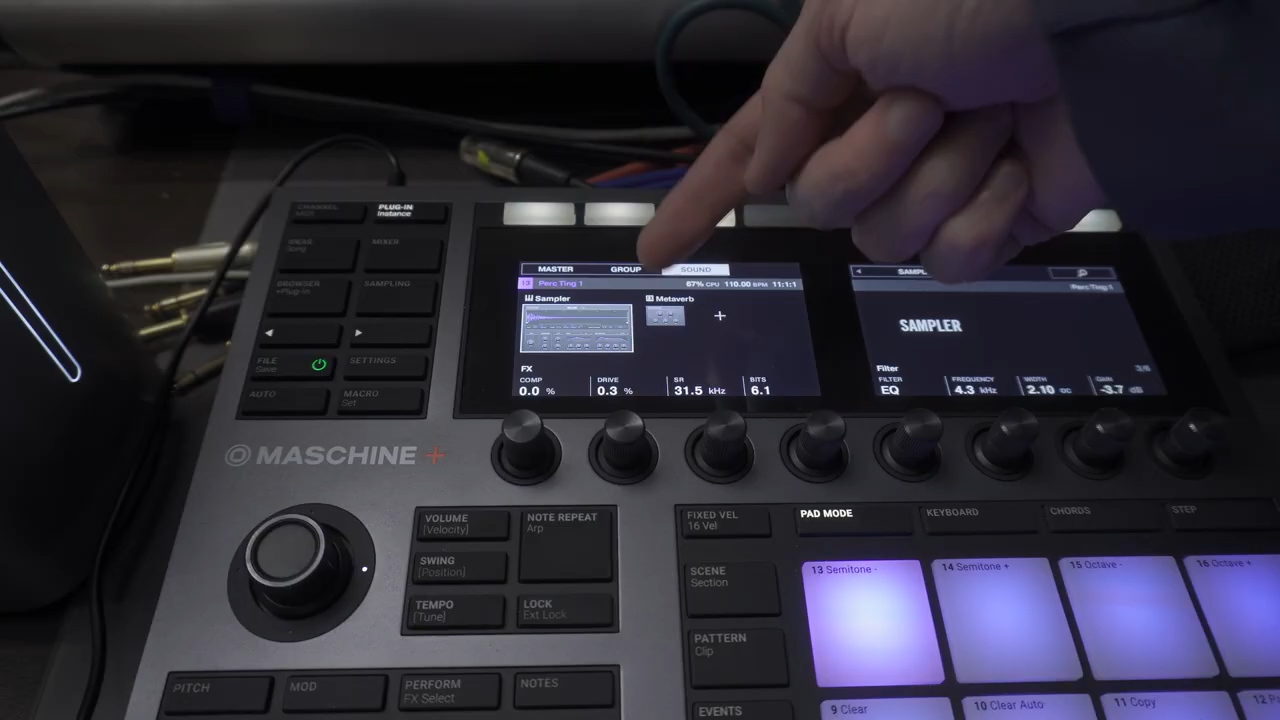 CHANNEL
MIDI
PLUG-IN
Instance
IDEAS
Song
MIXER
BROWSER
+Plug-In
SAMPLING
FILE
Save
SETTINGS
AUTO
MACRO
Set
MASTER
GROUP
SOUND
13 Perc Ting 1
67% CPU 110.00 BPM 11:1:1
Sampler
Metaverb
+
FX
COMP
DRIVE
SR
BITS
0.0 %
0.3 %
31.5 kHz
6.1
Perc Ting 1
SAMPLER
Filter
3/6
FILTER
FREQUENCY
WIDTH
GAIN
EQ
4.3 kHz
2.10 oc
-3.7 dB
MASCHINE +
VOLUME
[Velocity]
NOTE REPEAT
Arp
SWING
[Position]
TEMPO
[Tune]
LOCK
Ext Lock
PITCH
MOD
PERFORM
FX Select
NOTES
FIXED VEL
16 Vel
PAD MODE
KEYBOARD
CHORDS
STEP
SCENE
Section
PATTERN
Clip
EVENTS
13 Semitone -
14 Semitone +
15 Octave -
16 Octave +
9 Clear
10 Clear Auto
11 Copy